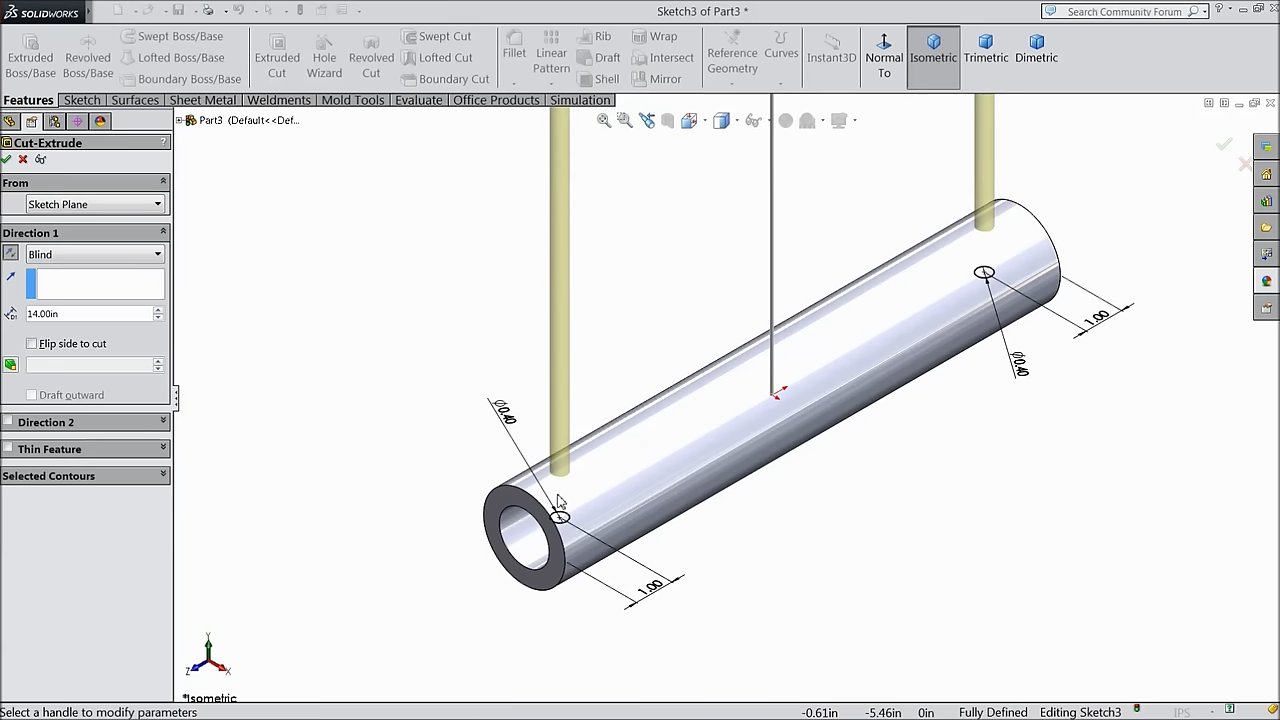 SOLIDWORKS
Sketch3 of Part3 *
Search Community Forum
Extruded Boss/Base
Revolved Boss/Base
Swept Boss/Base
Lofted Boss/Base
Boundary Boss/Base
Extruded Cut
Hole Wizard
Revolved Cut
Swept Cut
Lofted Cut
Boundary Cut
Fillet
Linear Pattern
Rib
Draft
Shell
Wrap
Intersect
Mirror
Reference Geometry
Curves
Instant3D
Normal To
Isometric
Trimetric
Dimetric
Features Sketch Surfaces Sheet Metal Weldments Mold Tools Evaluate Office Products Simulation
Part3 (Default<<Def...
Cut-Extrude
?
From
Sketch Plane
Direction 1
Blind
14.00in
Flip side to cut
Draft outward
Direction 2
Thin Feature
Selected Contours
Ø0.40
1.00
Ø0.40
1.00
Y
Z
X
*Isometric
Select a handle to modify parameters
-0.61in
-5.46in
0in
Fully Defined
Editing Sketch3
IPS